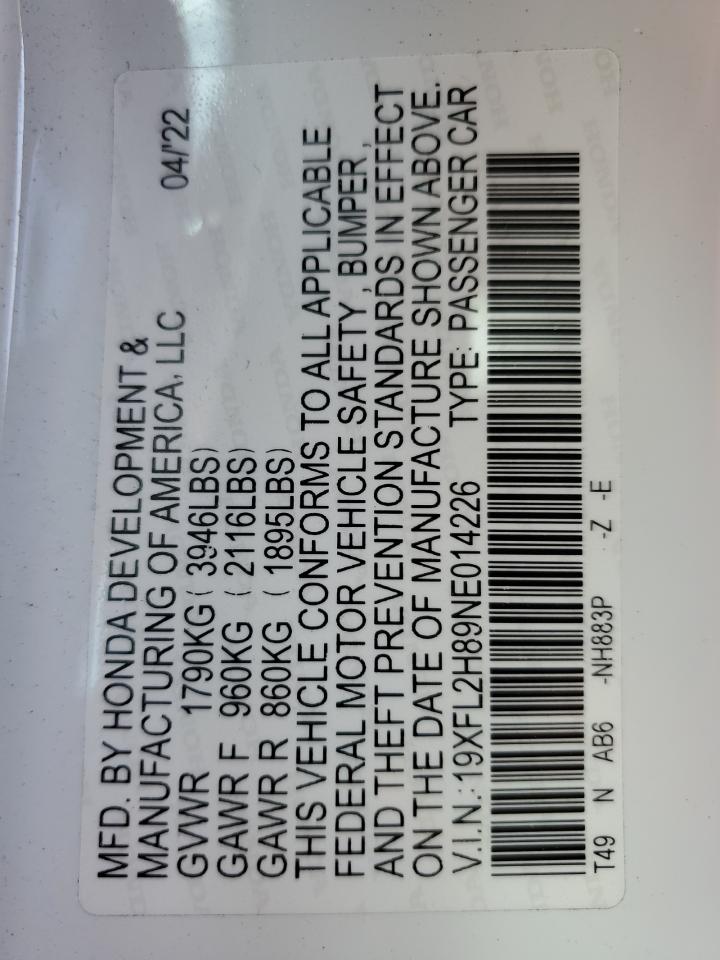 MFD. BY HONDA DEVELOPMENT &
MANUFACTURING OF AMERICA, LLC 04/'22
GVWR 1790KG ( 3946LBS)
GAWR F 960KG ( 2116LBS)
GAWR R 860KG ( 1895LBS)
THIS VEHICLE CONFORMS TO ALL APPLICABLE
FEDERAL MOTOR VEHICLE SAFETY , BUMPER ,
AND THEFT PREVENTION STANDARDS IN EFFECT
ON THE DATE OF MANUFACTURE SHOWN ABOVE.
V.I.N.: 19XFL2H89NE014226 TYPE: PASSENGER CAR
T49 N AB6 -NH883P -Z -E